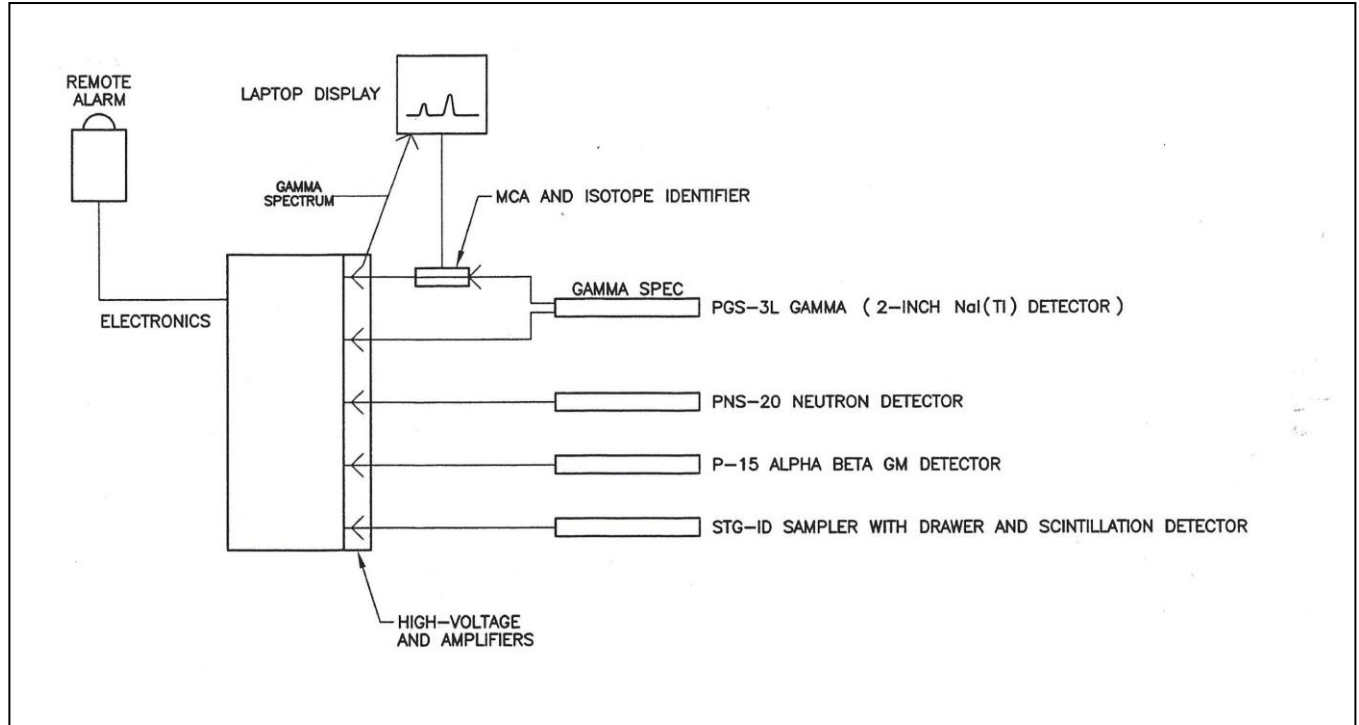 REMOTE
ALARM
LAPTOP DISPLAY
GAMMA
SPECTRUM
MCA AND ISOTOPE IDENTIFIER
GAMMA SPEC
PGS-3L GAMMA ( 2-INCH NaI(Tl) DETECTOR )
ELECTRONICS
PNS-20 NEUTRON DETECTOR
P-15 ALPHA BETA GM DETECTOR
STG-ID SAMPLER WITH DRAWER AND SCINTILLATION DETECTOR
HIGH-VOLTAGE
AND AMPLIFIERS